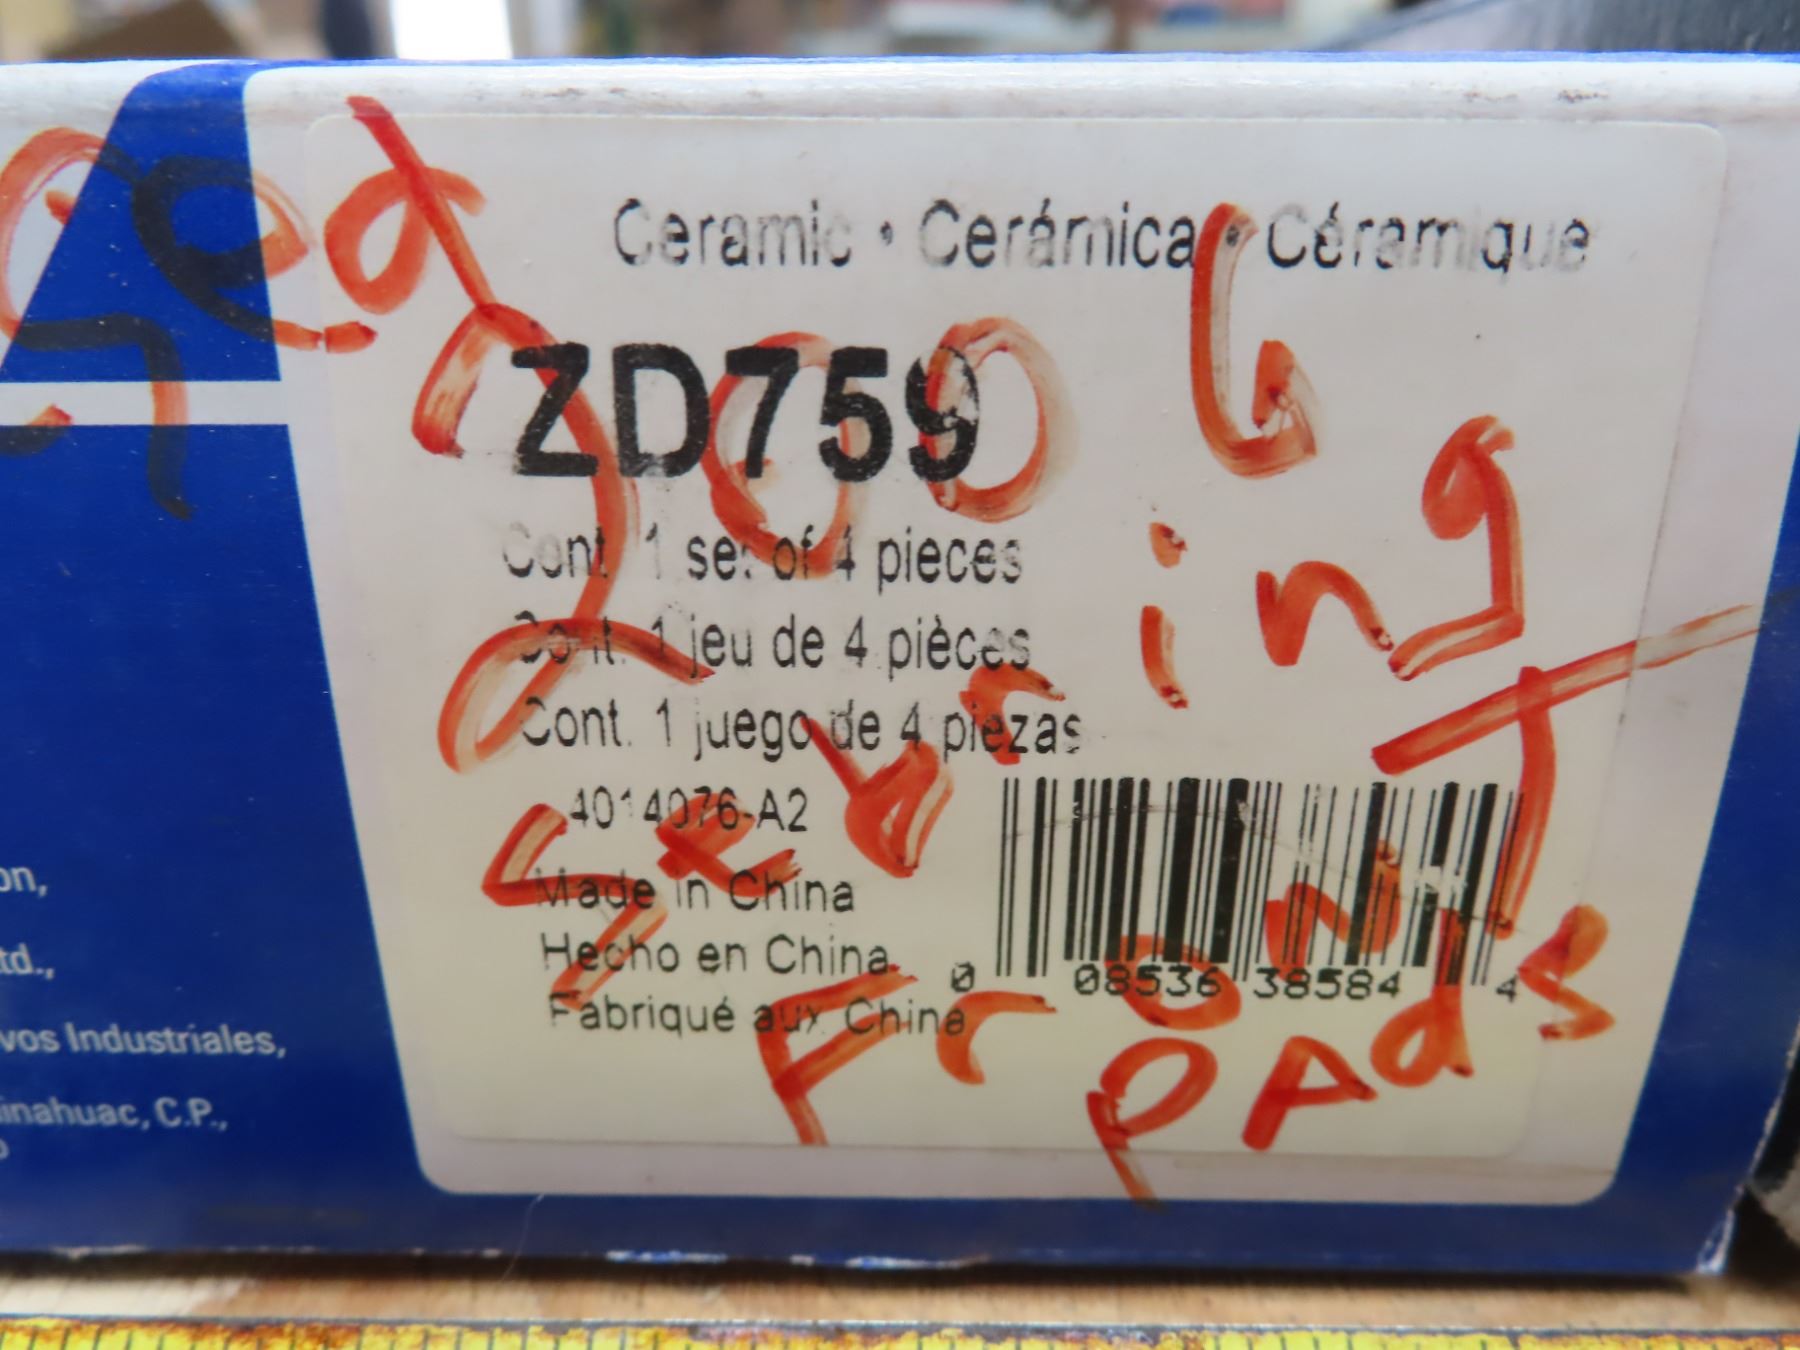 Ceramic • Cerámica • Céramique
ZD759
Cont. 1 set of 4 pieces
Cont. 1 jeu de 4 pièces
Cont. 1 juego de 4 piezas
4014076-A2
Made in China
Hecho en China
Fabriqué aux China
0 08536 38584 4
2006
Sebring
Front
PAds
on,
td.,
vos Industriales,
inahuac, C.P.,